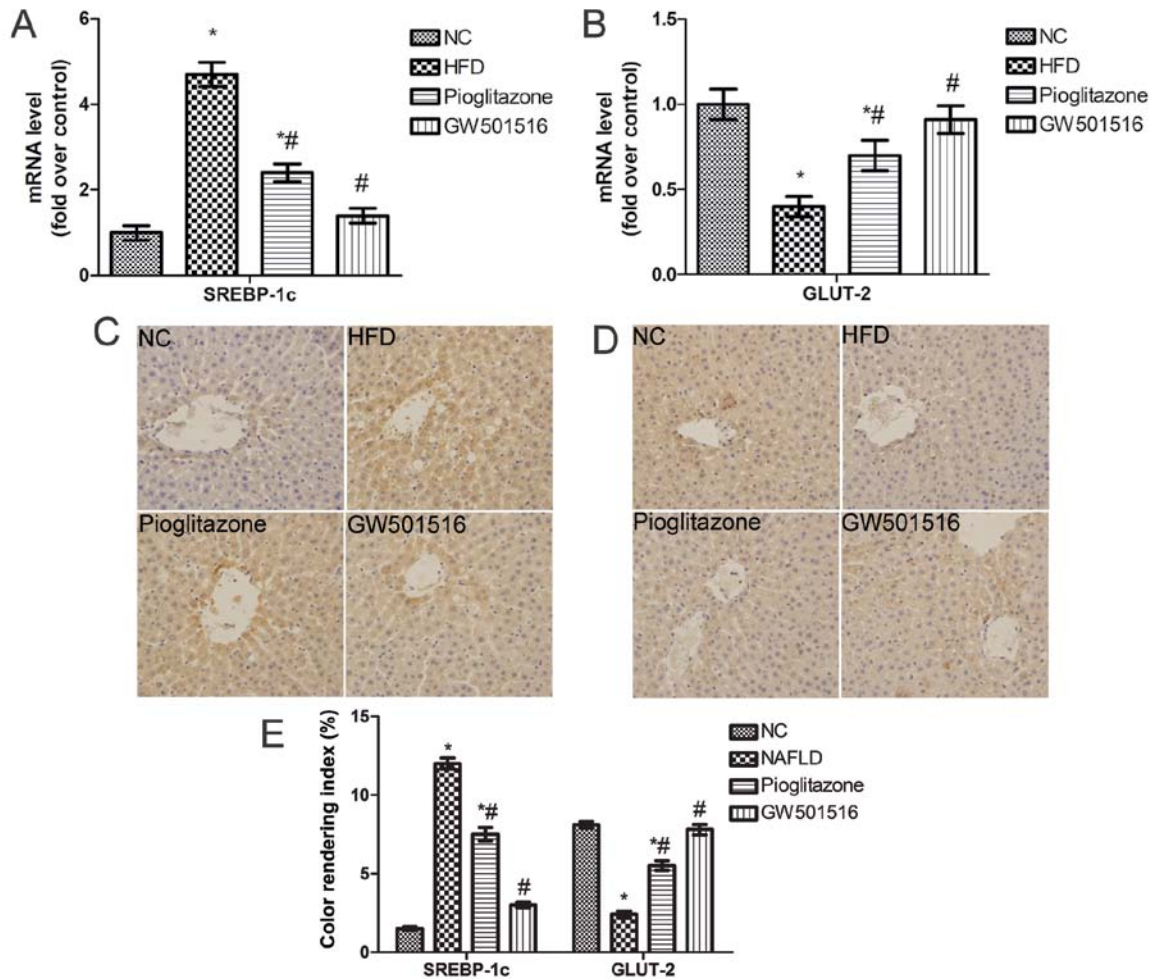 A
mRNA level
(fold over control)
6
4
2
0
*
*#
#
SREBP-1c
NC
HFD
Pioglitazone
GW501516
B
mRNA level
(fold over control)
1.5
1.0
0.5
0.0
*
*#
#
GLUT-2
NC
HFD
Pioglitazone
GW501516
C
NC
HFD
Pioglitazone
GW501516
D
NC
HFD
Pioglitazone
GW501516
E
Color rendering index (%)
15
10
5
0
*
*#
#
*
*#
#
SREBP-1c
GLUT-2
NC
NAFLD
Pioglitazone
GW501516